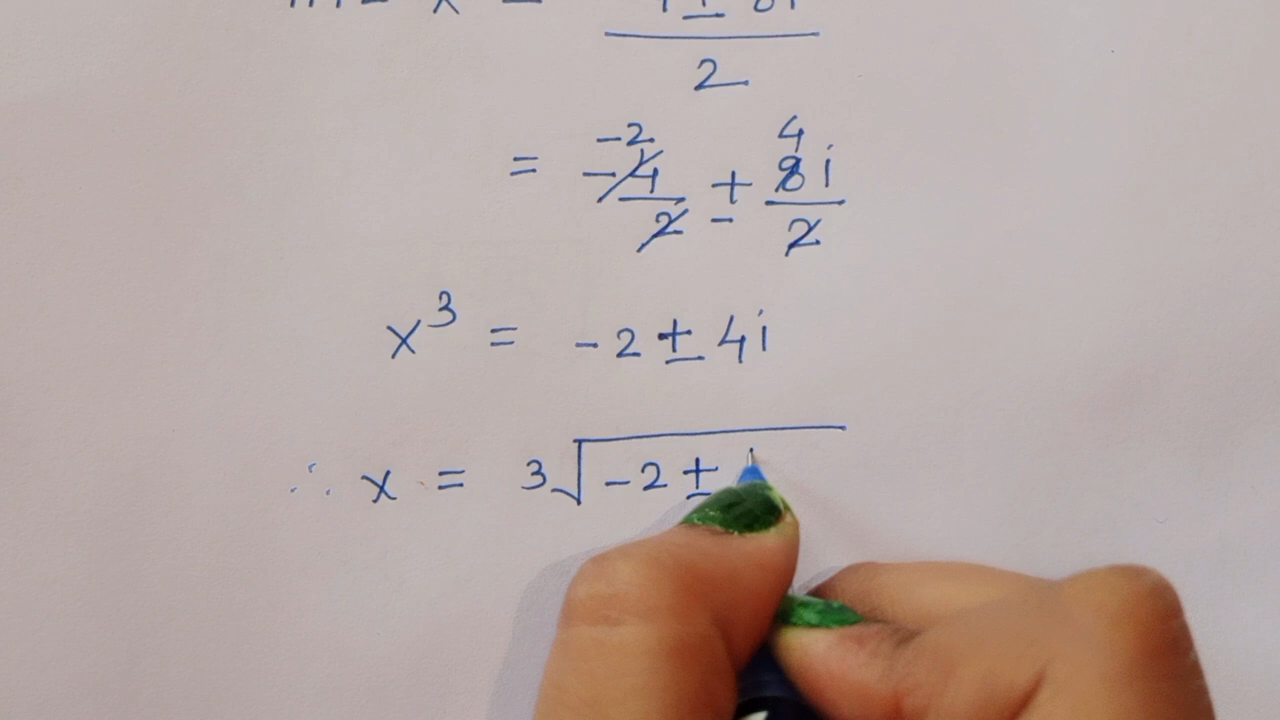 2
= -4/2 ± 8i/2
-2 4
x³ = -2 ± 4i
∴ x = 3√-2 ±